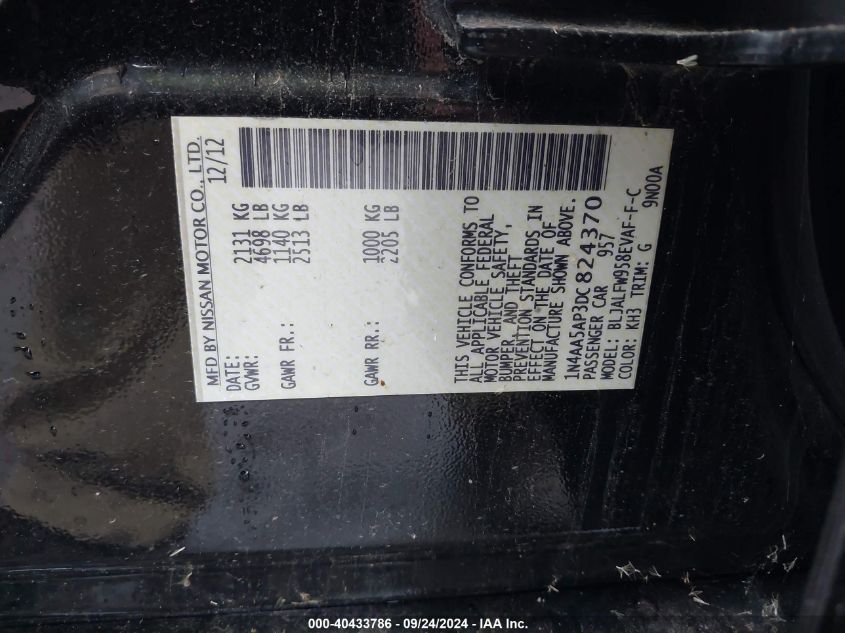 MFD BY NISSAN MOTOR CO., LTD.
DATE: 12/12
GVWR: 2131 KG
4698 LB
GAWR FR.: 1140 KG
2513 LB
GAWR RR.: 1000 KG
2205 LB
THIS VEHICLE CONFORMS TO
ALL APPLICABLE FEDERAL
MOTOR VEHICLE SAFETY,
BUMPER, AND THEFT
PREVENTION STANDARDS IN
EFFECT ON THE DATE OF
MANUFACTURE SHOWN ABOVE.
1N4AA5AP3DC824370
PASSENGER CAR 957
MODEL: BLJALFW958EVAF-F-C
COLOR: KH3 TRIM: G 9N00A
000-40433786 - 09/24/2024 - IAA Inc.